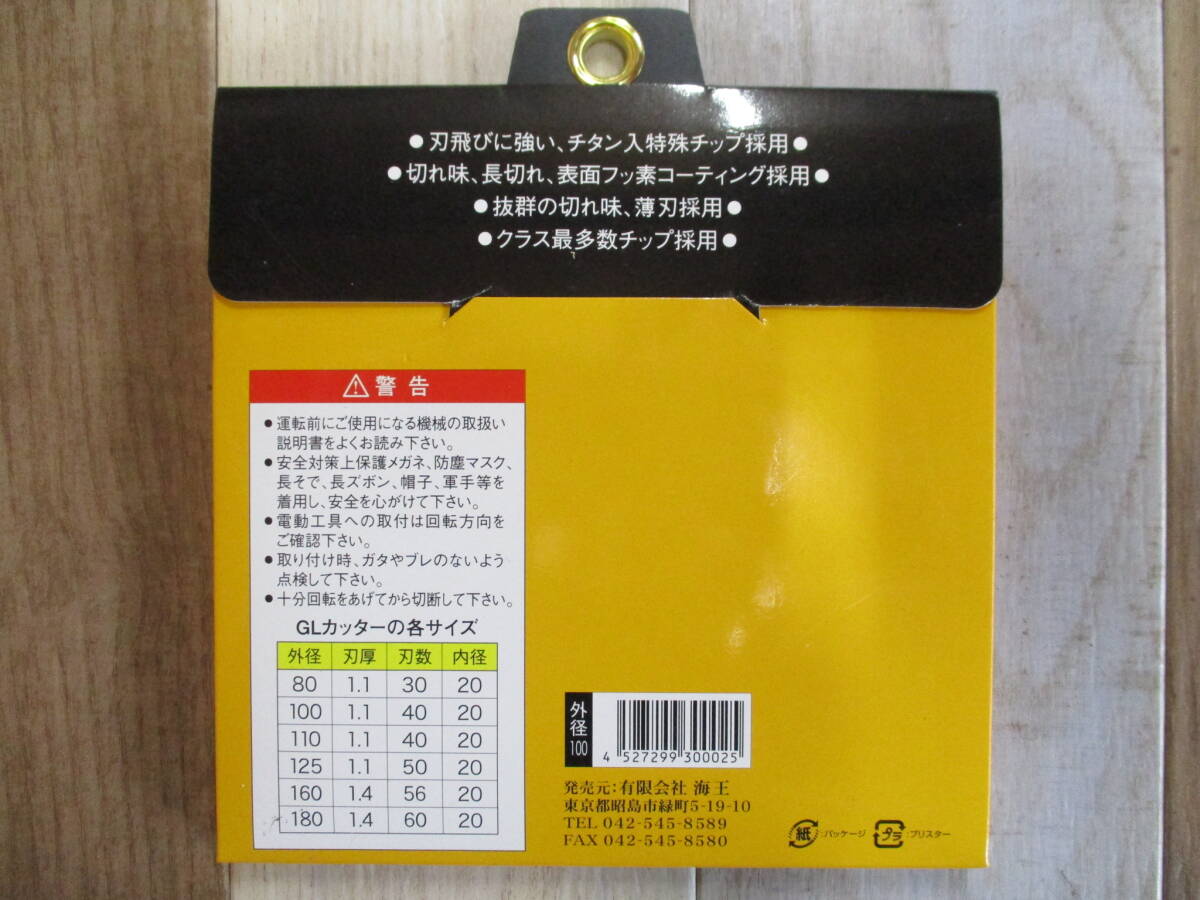 ●刃飛びに強い、チタン入特殊チップ採用●
●切れ味、長切れ、表面フッ素コーティング採用●
●抜群の切れ味、薄刃採用●
●クラス最多数チップ採用●
⚠警告
●運転前にご使用になる機械の取扱い
説明書をよくお読み下さい。
●安全対策上保護メガネ、防塵マスク、
長そで、長ズボン、帽子、軍手等を
着用し、安全を心がけて下さい。
●電動工具への取付は回転方向を
ご確認下さい。
●取り付け時、ガタやブレのないよう
点検して下さい。
●十分回転をあげてから切断して下さい。
GLカッターの各サイズ
外径 刃厚 刃数 内径
80 1.1 30 20
100 1.1 40 20
110 1.1 40 20
125 1.1 50 20
160 1.4 56 20
180 1.4 60 20
外径100
4 527299 300025
発売元:有限会社 海王
東京都昭島市緑町5-19-10
TEL 042-545-8589
FAX 042-545-8580
紙:パッケージ プラ:ブリスター